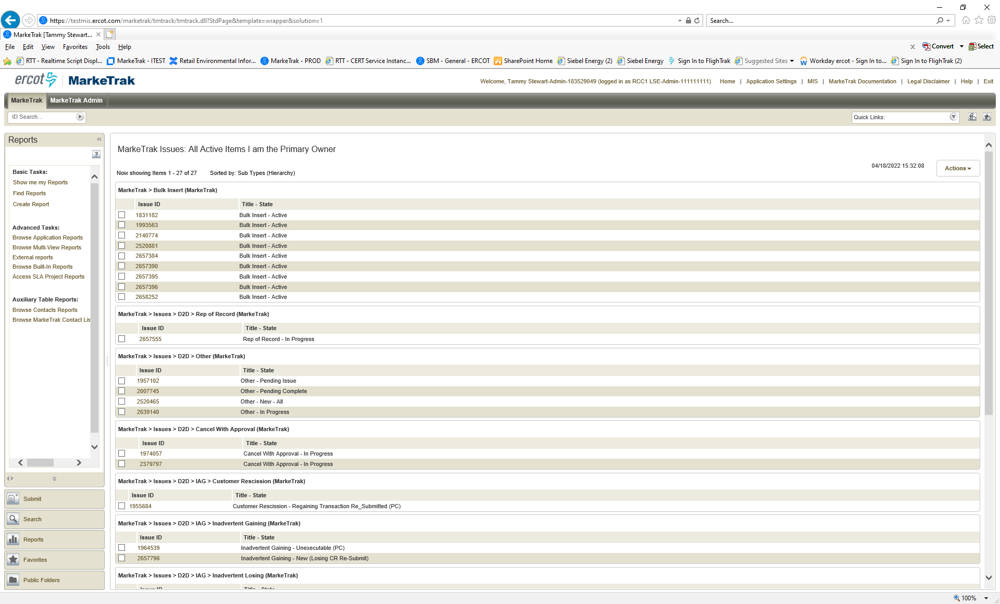 https://testmis.ercot.com/marketrak/tmtrack/tmtrack.dll?StdPage&template=wrapper&solution=1
Search...
MarkeTrak [Tammy Stewart...
File Edit View Favorites Tools Help
x Convert Select
RTT - Realtime Script Displ... MarkeTrak - ITEST Retail Environmental Infor... MarkeTrak - PROD RTT - CERT Service Instanc... SBM - General - ERCOT SharePoint Home Siebel Energy (2) Siebel Energy Sign In to FlighTrak Suggested Sites Workday ercot - Sign In to... Sign In to FlighTrak (2)
ercot MarkeTrak
Welcome, Tammy Stewart-Admin-183529049 (logged in as RCC1 LSE-Admin-111111111) Home | Application Settings | MIS | MarkeTrak Documentation | Legal Disclaimer | Help | Exit
MarkeTrak MarkeTrak Admin
ID Search...
Quick Links:
Reports
?
Basic Tasks:
Show me my Reports
Find Reports
Create Report
Advanced Tasks:
Browse Application Reports
Browse Multi-View Reports
External reports
Browse Built-In Reports
Access SLA Project Reports
Auxiliary Table Reports:
Browse Contacts Reports
Browse MarkeTrak Contact Lis
Submit
Search
Reports
Favorites
Public Folders
MarkeTrak Issues: All Active Items I am the Primary Owner
Now showing Items 1 - 27 of 27 Sorted by: Sub Types (Hierarchy)
04/18/2022 15:32:08
Actions
MarkeTrak > Bulk Insert (MarkeTrak)
Issue ID Title - State
1831182 Bulk Insert - Active
1993563 Bulk Insert - Active
2140774 Bulk Insert - Active
2520881 Bulk Insert - Active
2657384 Bulk Insert - Active
2657390 Bulk Insert - Active
2657395 Bulk Insert - Active
2657396 Bulk Insert - Active
2658252 Bulk Insert - Active
MarkeTrak > Issues > D2D > Rep of Record (MarkeTrak)
Issue ID Title - State
2657555 Rep of Record - In Progress
MarkeTrak > Issues > D2D > Other (MarkeTrak)
Issue ID Title - State
1957102 Other - Pending Issue
2007745 Other - Pending Complete
2520465 Other - New - All
2639140 Other - In Progress
MarkeTrak > Issues > D2D > Cancel With Approval (MarkeTrak)
Issue ID Title - State
1974057 Cancel With Approval - In Progress
2379797 Cancel With Approval - In Progress
MarkeTrak > Issues > D2D > IAG > Customer Rescission (MarkeTrak)
Issue ID Title - State
1955684 Customer Rescission - Regaining Transaction Re_Submitted (PC)
MarkeTrak > Issues > D2D > IAG > Inadvertent Gaining (MarkeTrak)
Issue ID Title - State
1964539 Inadvertent Gaining - Unexecutable (PC)
2657796 Inadvertent Gaining - New (Losing CR Re-Submit)
MarkeTrak > Issues > D2D > IAG > Inadvertent Losing (MarkeTrak)
Issue ID Title - State
100%